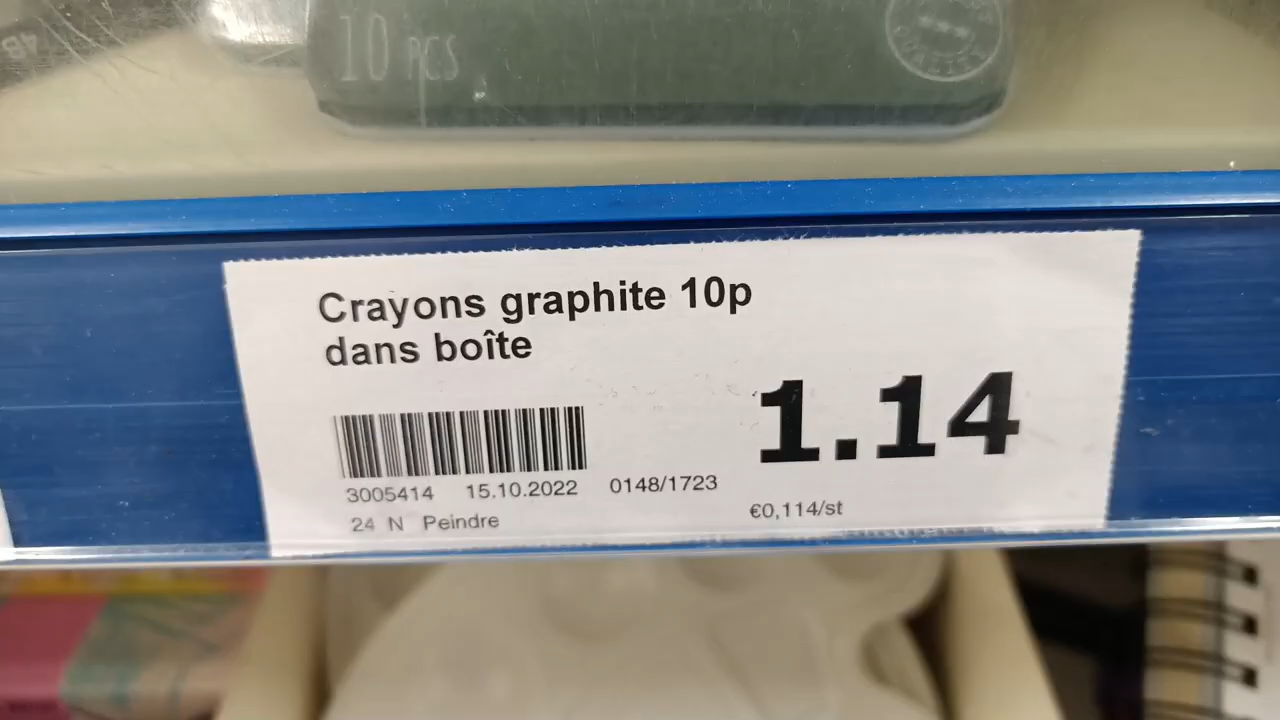 10 PCS
Crayons graphite 10p
dans boîte
1.14
3005414 15.10.2022 0148/1723
€0,114/st
24 N Peindre